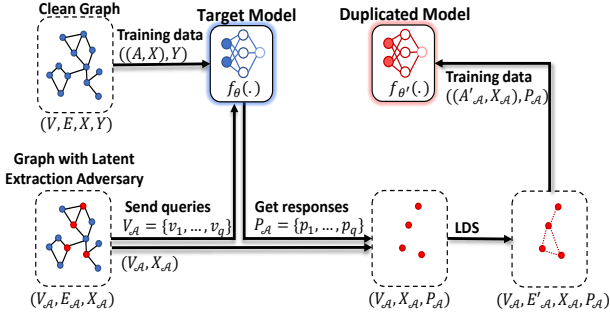 Clean Graph
Target Model
Duplicated Model
Training data
((A, X), Y)
f_θ(.)
f_θ′(.)
Training data
((A′_𝒜, X_𝒜), P_𝒜)
(V, E, X, Y)
Graph with Latent
Extraction Adversary
Send queries
V_𝒜 = {v_1, …, v_q}
Get responses
P_𝒜 = {p_1, …, p_q}
LDS
(V_𝒜, X_𝒜)
(V_𝒜, E_𝒜, X_𝒜)
(V_𝒜, X_𝒜, P_𝒜)
(V_𝒜, E′_𝒜, X_𝒜, P_𝒜)